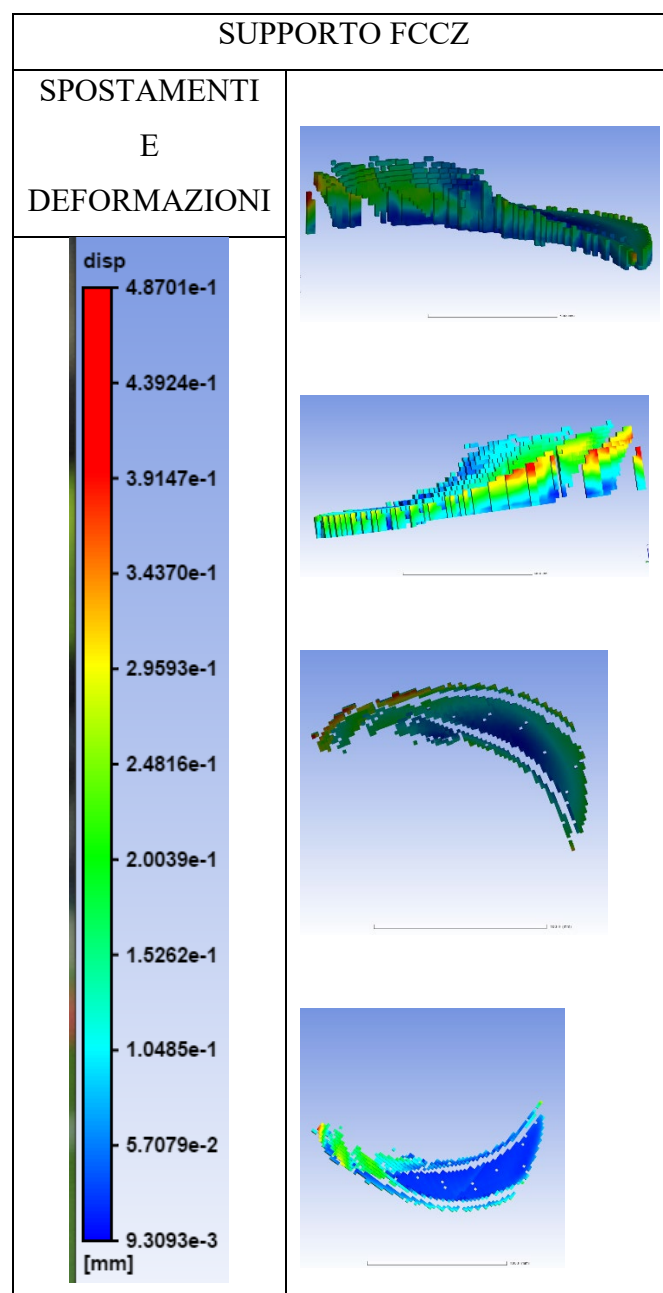 SUPPORTO FCCZ
SPOSTAMENTI
E
DEFORMAZIONI
disp
4.8701e-1
4.3924e-1
3.9147e-1
3.4370e-1
2.9593e-1
2.4816e-1
2.0039e-1
1.5262e-1
1.0485e-1
5.7079e-2
9.3093e-3
[mm]